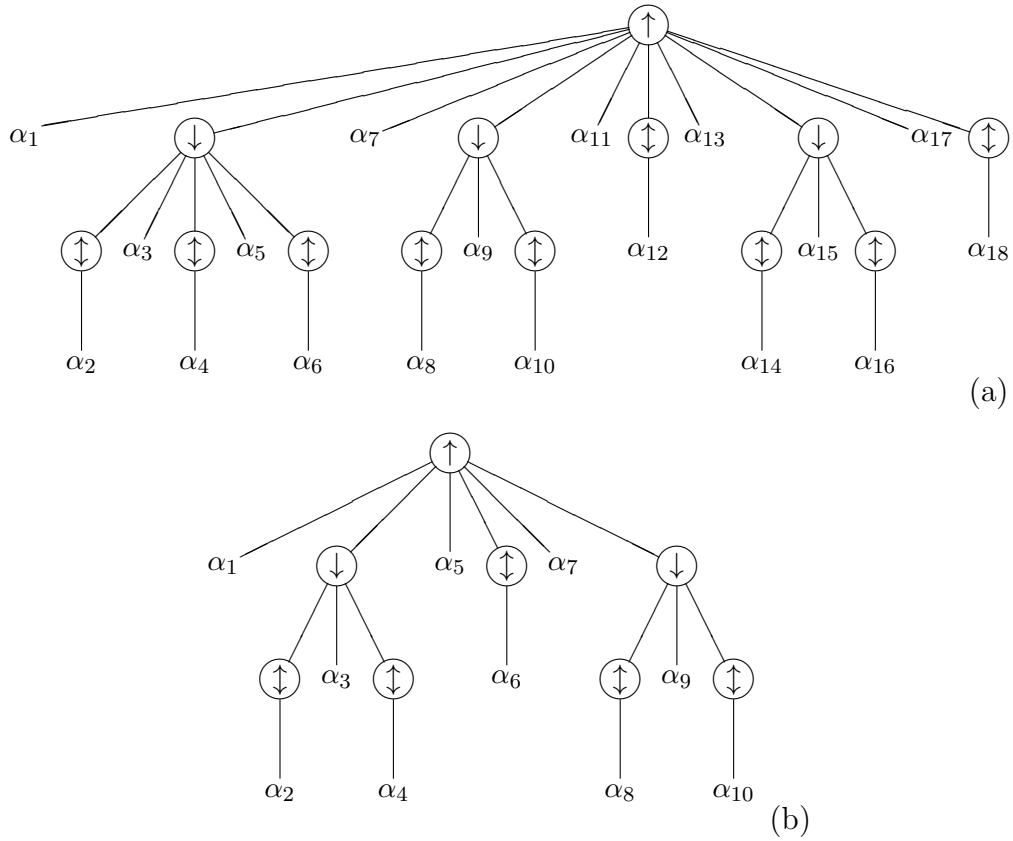 ↑
α₁ ↓ α₇ ↓ α₁₁ ↕ α₁₃ ↓ α₁₇ ↕
↕ α₃ ↕ α₅ ↕ ↕ α₉ ↕ α₁₂ ↕ α₁₅ ↕ α₁₈
α₂ α₄ α₆ α₈ α₁₀ α₁₄ α₁₆
(a)
↑
α₁ ↓ α₅ ↕ α₇ ↓
↕ α₃ ↕ α₆ ↕ α₉ ↕
α₂ α₄ α₈ α₁₀
(b)